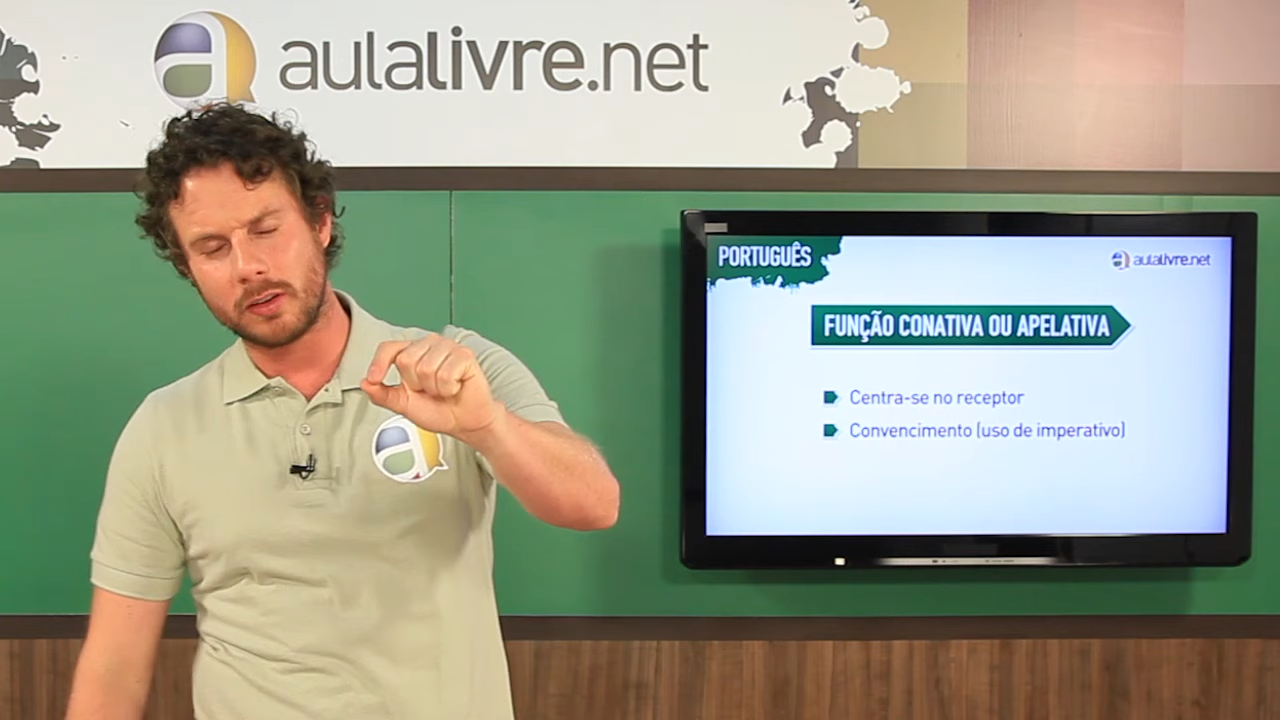 aulalivre.net
PORTUGUÊS
aulalivre.net
FUNÇÃO CONATIVA OU APELATIVA
Centra-se no receptor
Convencimento (uso de imperativo)